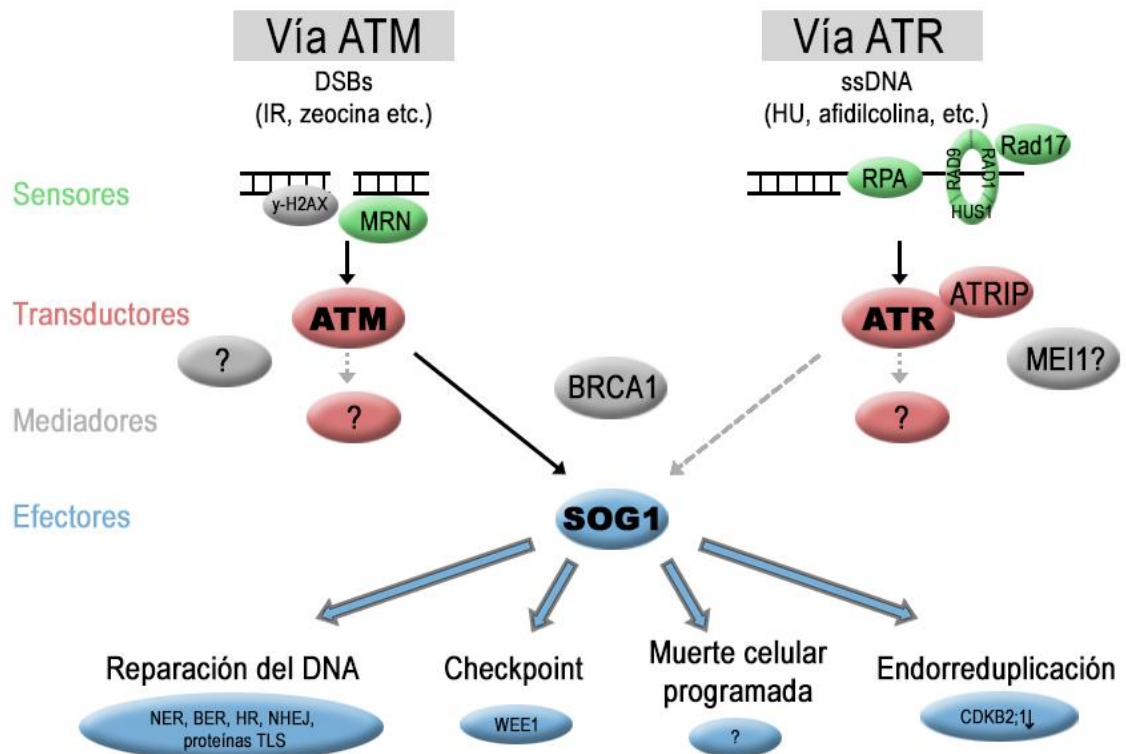 Vía ATM
Vía ATR
DSBs
(IR, zeocina etc.)
ssDNA
(HU, afidilcolina, etc.)
Sensores
y-H2AX
MRN
RPA
RAD9
RAD1
HUS1
Rad17
Transductores
ATM
ATR
ATRIP
?
BRCA1
MEI1?
Mediadores
?
?
Efectores
SOG1
Reparación del DNA
NER, BER, HR, NHEJ,
proteínas TLS
Checkpoint
WEE1
Muerte celular
programada
?
Endorreduplicación
CDKB2;1↓